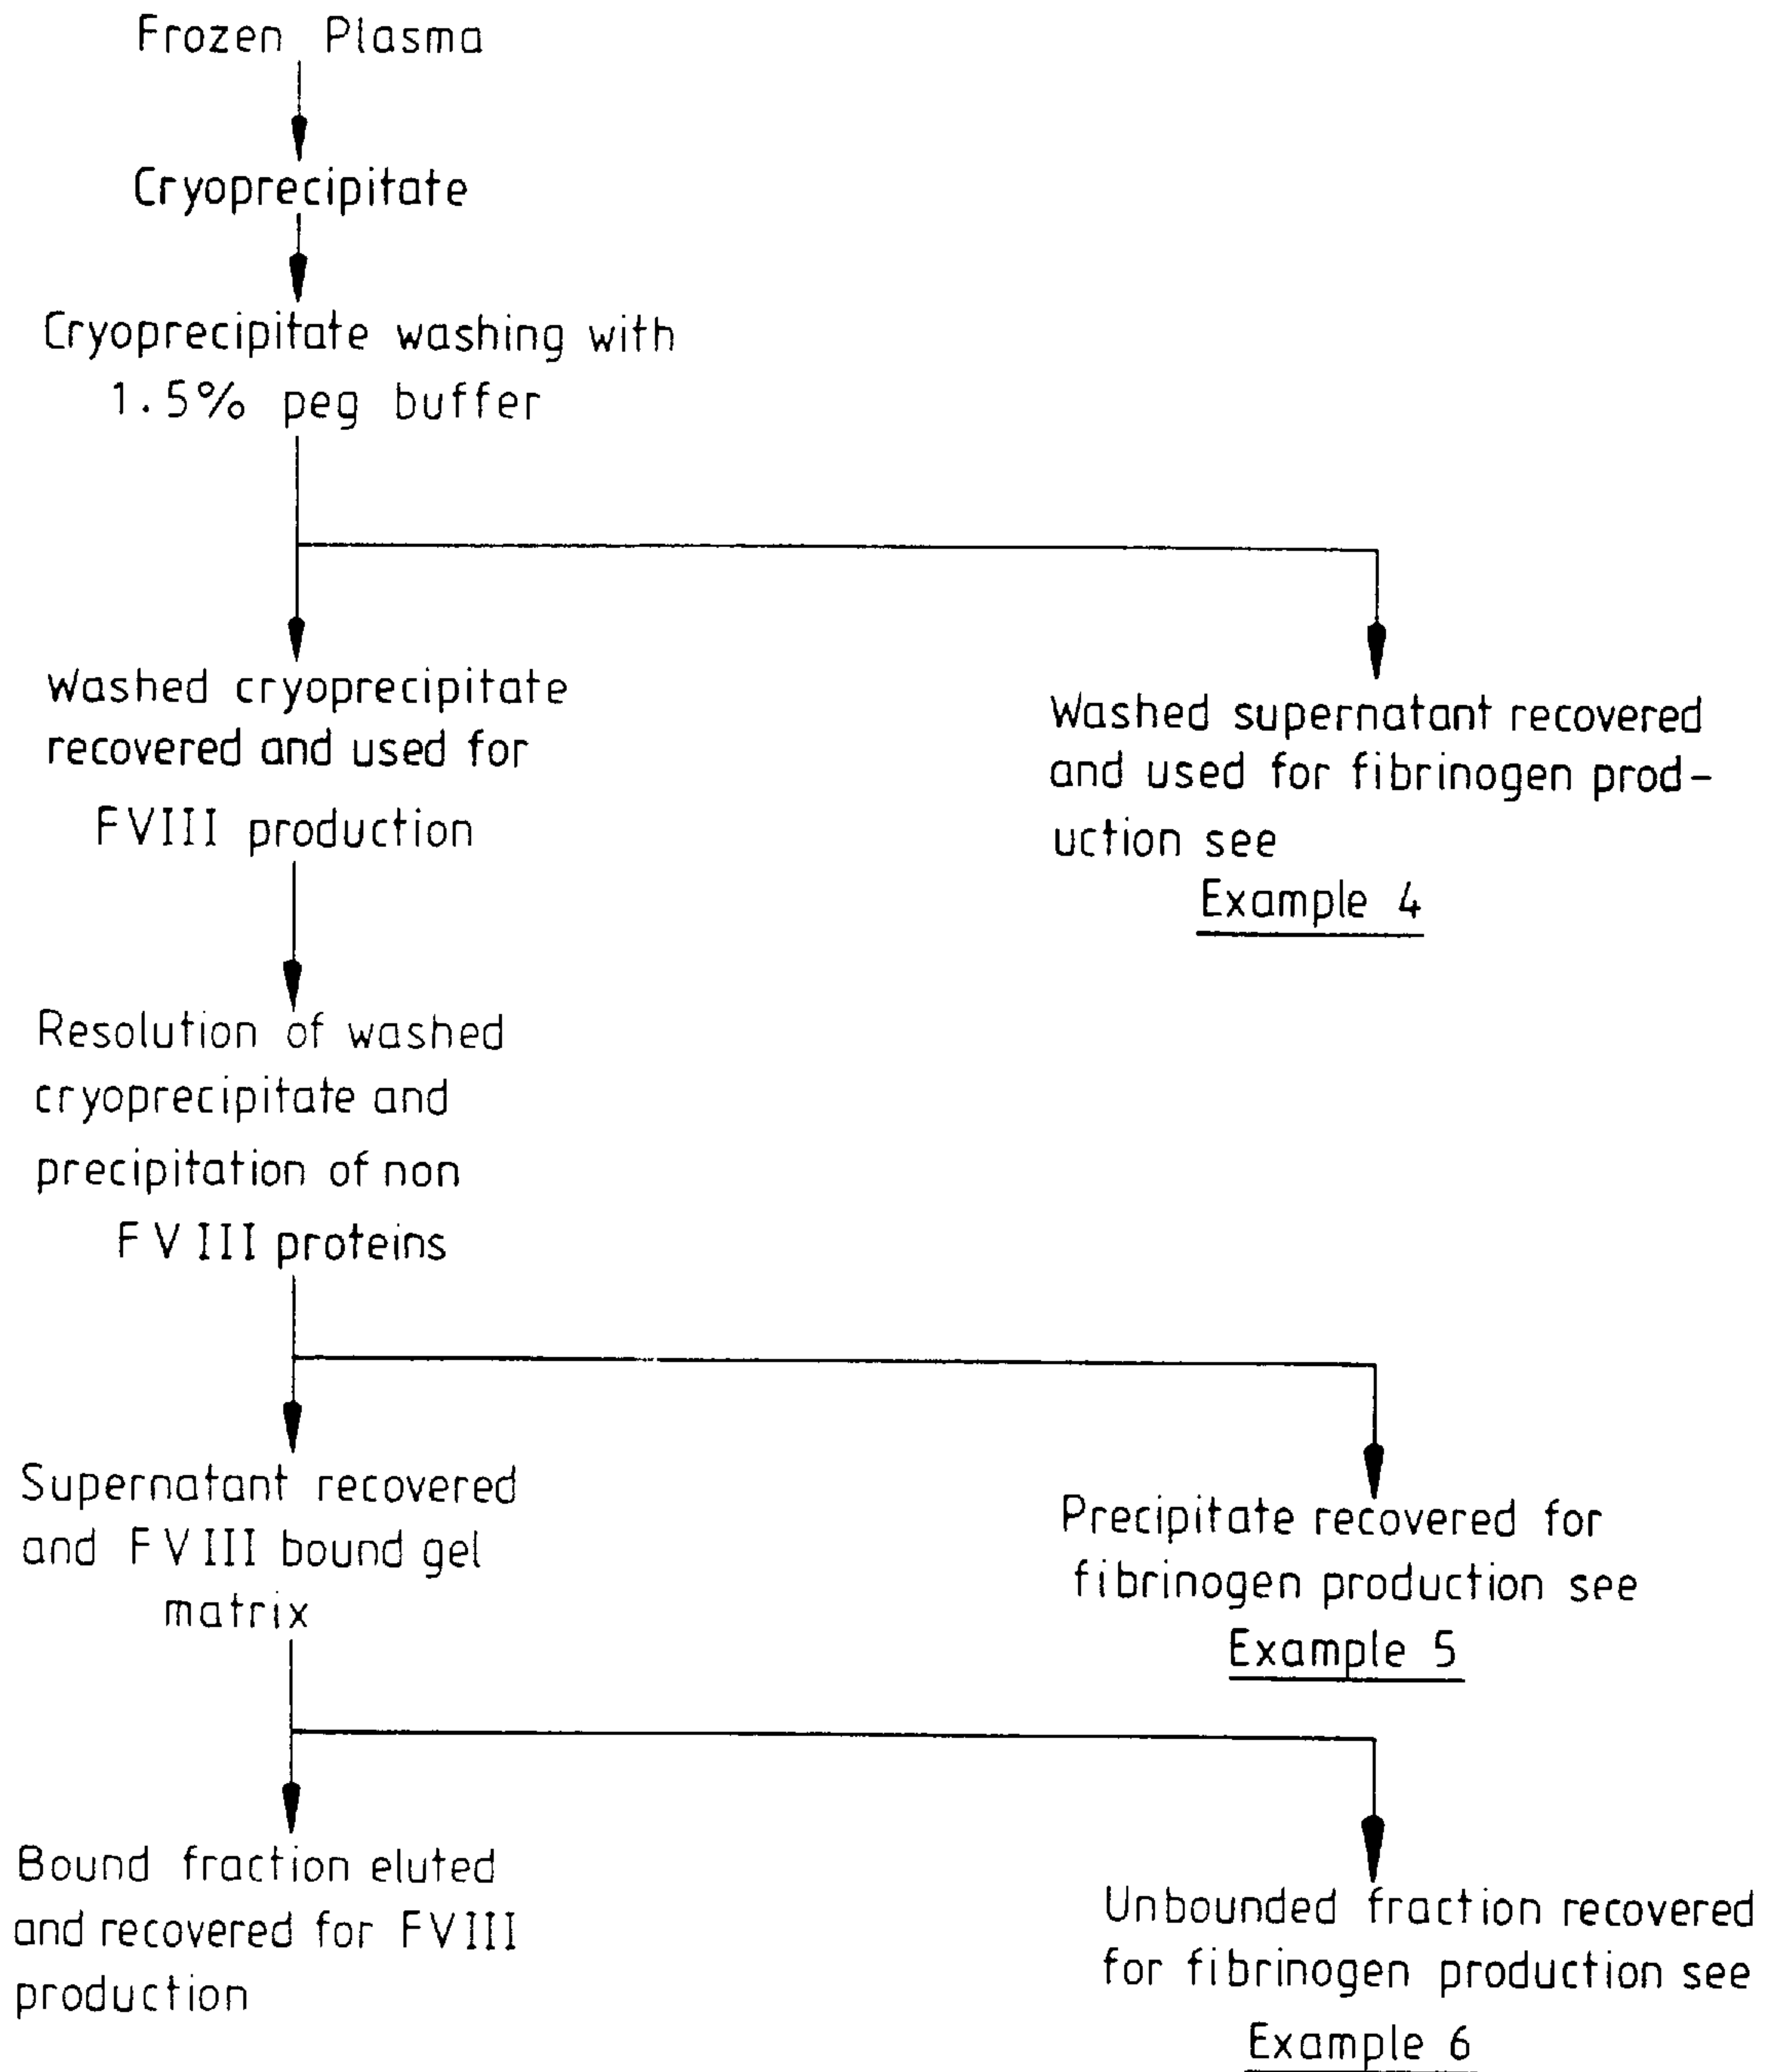 Frozen Plasma
Cryoprecipitate
Cryoprecipitate washing with
1.5% peg buffer
Washed cryoprecipitate
recovered and used for
FVIII production
Washed supernatant recovered
and used for fibrinogen prod-
uction see
Example 4
Resolution of washed
cryoprecipitate and
precipitation of non
FVIII proteins
Supernatant recovered
and FVIII bound gel
matrix
Precipitate recovered for
fibrinogen production see
Example 5
Bound fraction eluted
and recovered for FVIII
production
Unbounded fraction recovered
for fibrinogen production see
Example 6